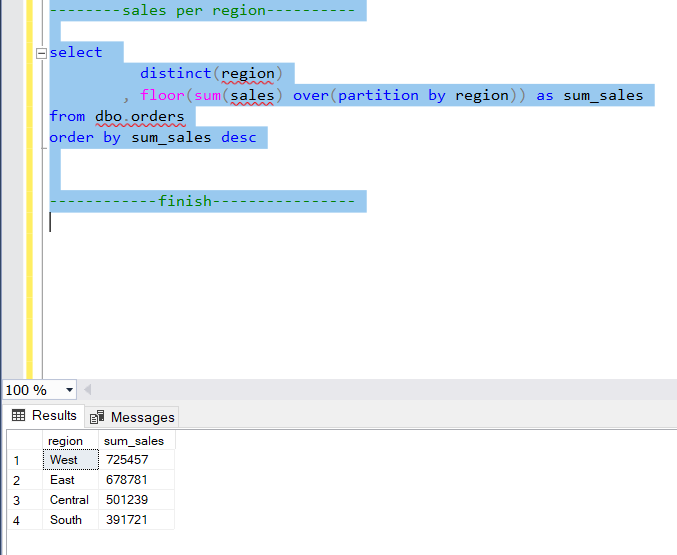 --------sales per region----------
select
distinct(region)
, floor(sum(sales) over(partition by region)) as sum_sales
from dbo.orders
order by sum_sales desc
------------finish----------------
100 %
Results Messages
region sum_sales
1 West 725457
2 East 678781
3 Central 501239
4 South 391721